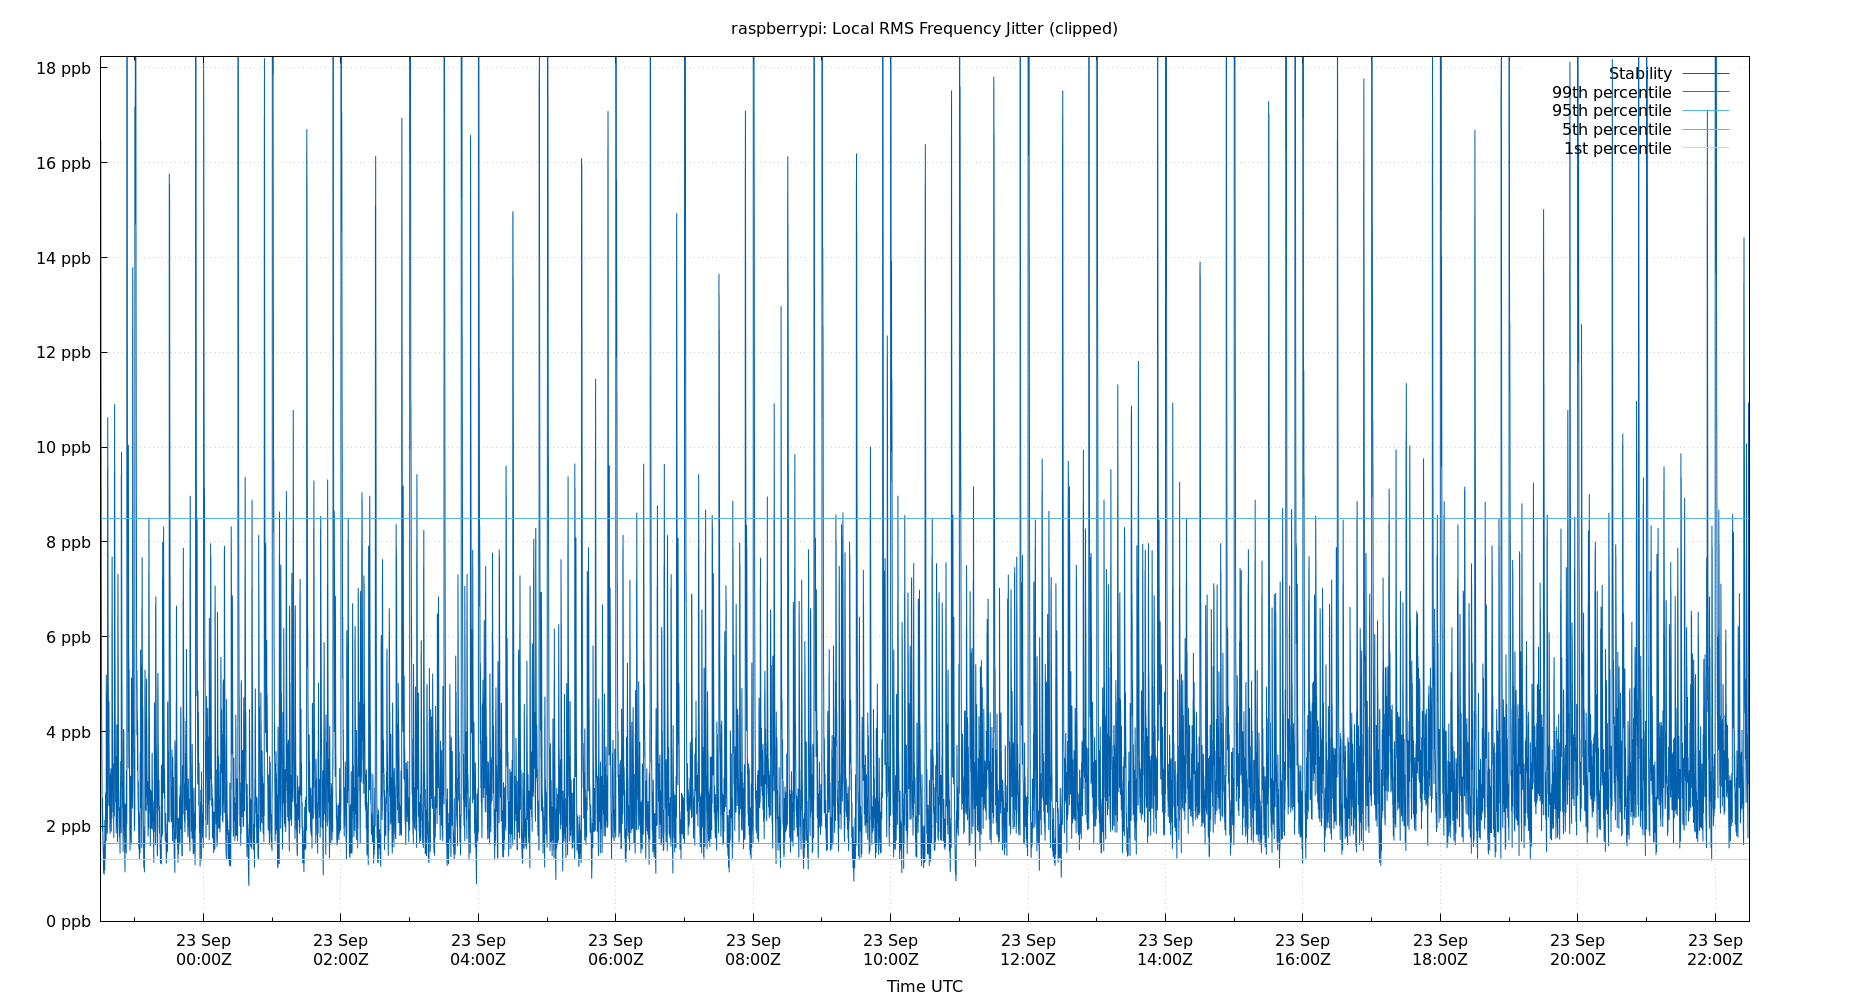 raspberrypi: Local RMS Frequency Jitter (clipped)
18 ppb
16 ppb
14 ppb
12 ppb
10 ppb
8 ppb
6 ppb
4 ppb
2 ppb
0 ppb
Stability
99th percentile
95th percentile
5th percentile
1st percentile
23 Sep 23 Sep 23 Sep 23 Sep 23 Sep 23 Sep 23 Sep 23 Sep 23 Sep 23 Sep 23 Sep 23 Sep
00:00Z 02:00Z 04:00Z 06:00Z 08:00Z 10:00Z 12:00Z 14:00Z 16:00Z 18:00Z 20:00Z 22:00Z
Time UTC